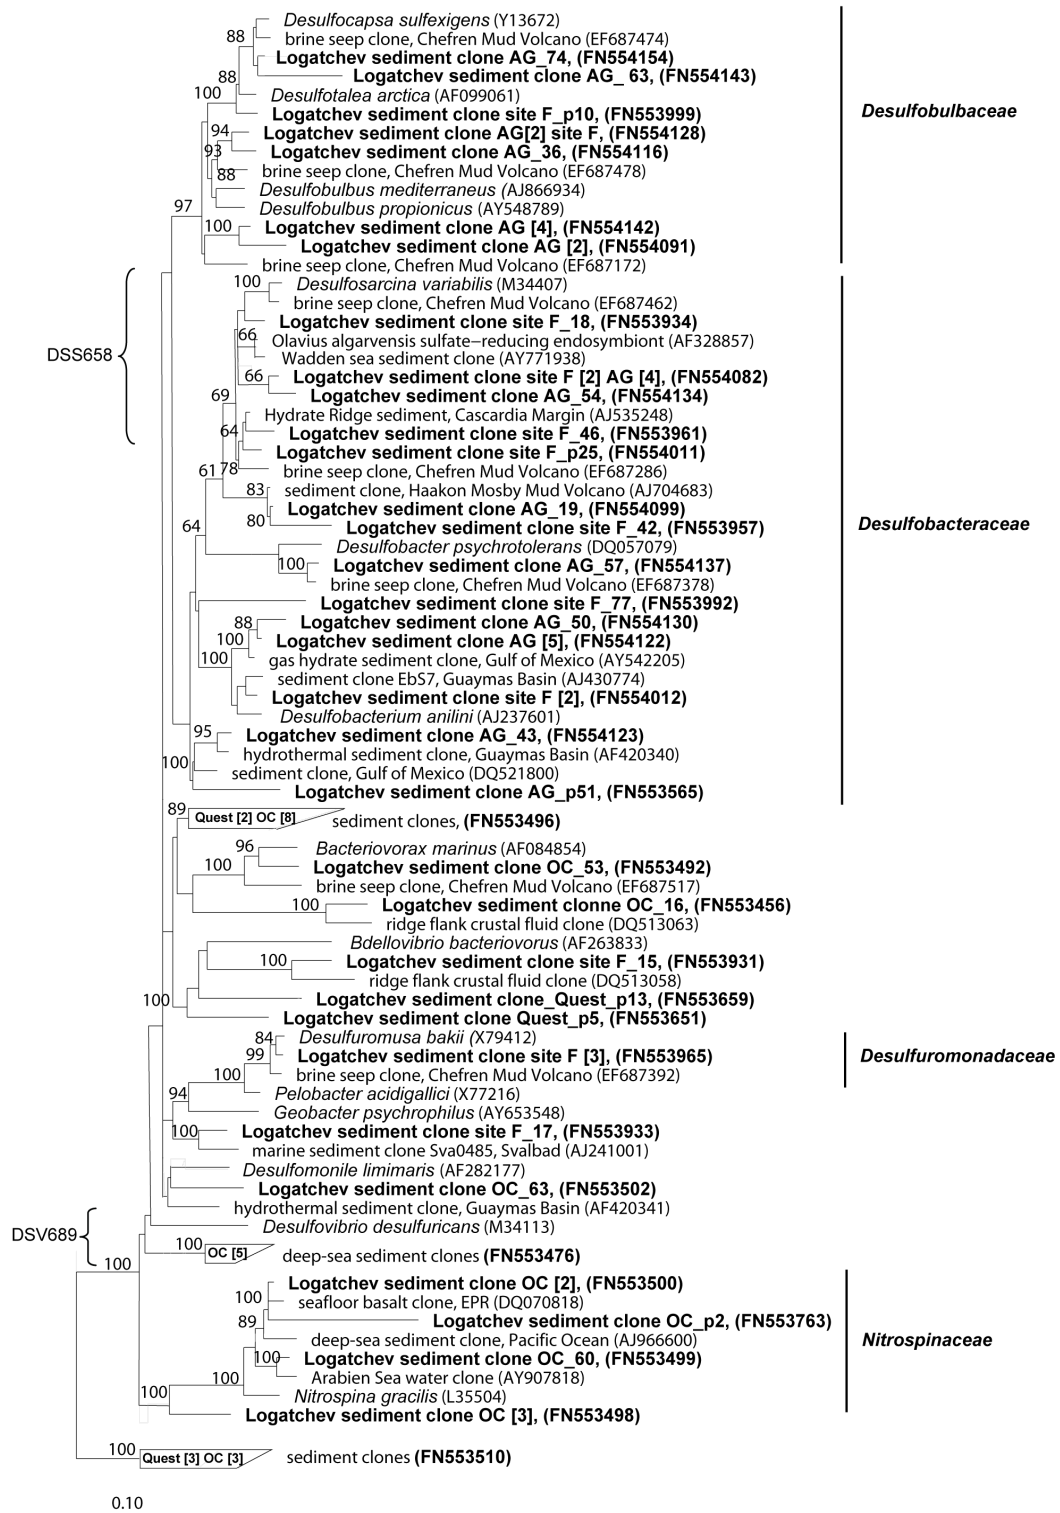 Desulfocapsa sulfexigens (Y13672)
88
brine seep clone, Chefren Mud Volcano (EF687474)
Logatchev sediment clone AG_74, (FN554154)
88
Logatchev sediment clone AG_ 63, (FN554143)
100
Desulfotalea arctica (AF099061)
Desulfobulbaceae
Logatchev sediment clone site F_p10, (FN553999)
94
Logatchev sediment clone AG[2] site F, (FN554128)
93
Logatchev sediment clone AG_36, (FN554116)
88
brine seep clone, Chefren Mud Volcano (EF687478)
Desulfobulbus mediterraneus (AJ866934)
97
Desulfobulbus propionicus (AY548789)
100
Logatchev sediment clone AG [4], (FN554142)
Logatchev sediment clone AG [2], (FN554091)
brine seep clone, Chefren Mud Volcano (EF687172)
100
Desulfosarcina variabilis (M34407)
brine seep clone, Chefren Mud Volcano (EF687462)
Logatchev sediment clone site F_18, (FN553934)
66
Olavius algarvensis sulfate−reducing endosymbiont (AF328857)
DSS658
Wadden sea sediment clone (AY771938)
66
Logatchev sediment clone site F [2] AG [4], (FN554082)
69
Logatchev sediment clone AG_54, (FN554134)
Hydrate Ridge sediment, Cascardia Margin (AJ535248)
64
Logatchev sediment clone site F_46, (FN553961)
Logatchev sediment clone site F_p25, (FN554011)
61 78
brine seep clone, Chefren Mud Volcano (EF687286)
83
sediment clone, Haakon Mosby Mud Volcano (AJ704683)
Logatchev sediment clone AG_19, (FN554099)
80
Logatchev sediment clone site F_42, (FN553957)
Desulfobacteraceae
64
Desulfobacter psychrotolerans (DQ057079)
100
Logatchev sediment clone AG_57, (FN554137)
brine seep clone, Chefren Mud Volcano (EF687378)
Logatchev sediment clone site F_77, (FN553992)
88
Logatchev sediment clone AG_50, (FN554130)
100
Logatchev sediment clone AG [5], (FN554122)
100
gas hydrate sediment clone, Gulf of Mexico (AY542205)
sediment clone EbS7, Guaymas Basin (AJ430774)
Logatchev sediment clone site F [2], (FN554012)
Desulfobacterium anilini (AJ237601)
95
Logatchev sediment clone AG_43, (FN554123)
hydrothermal sediment clone, Guaymas Basin (AF420340)
100
sediment clone, Gulf of Mexico (DQ521800)
Logatchev sediment clone AG_p51, (FN553565)
89
Quest [2] OC [8]
sediment clones, (FN553496)
96
Bacteriovorax marinus (AF084854)
100
Logatchev sediment clone OC_53, (FN553492)
brine seep clone, Chefren Mud Volcano (EF687517)
100
Logatchev sediment clonne OC_16, (FN553456)
ridge flank crustal fluid clone (DQ513063)
Bdellovibrio bacteriovorus (AF263833)
100
Logatchev sediment clone site F_15, (FN553931)
ridge flank crustal fluid clone (DQ513058)
100
Logatchev sediment clone_Quest_p13, (FN553659)
Logatchev sediment clone Quest_p5, (FN553651)
84
Desulfuromusa bakii (X79412)
99
Logatchev sediment clone site F [3], (FN553965)
Desulfuromonadaceae
100
brine seep clone, Chefren Mud Volcano (EF687392)
94
Pelobacter acidigallici (X77216)
Geobacter psychrophilus (AY653548)
100
Logatchev sediment clone site F_17, (FN553933)
marine sediment clone Sva0485, Svalbad (AJ241001)
Desulfomonile limimaris (AF282177)
Logatchev sediment clone OC_63, (FN553502)
hydrothermal sediment clone, Guaymas Basin (AF420341)
DSV689
Desulfovibrio desulfuricans (M34113)
100
OC [5]
deep-sea sediment clones (FN553476)
100
Logatchev sediment clone OC [2], (FN553500)
100
seafloor basalt clone, EPR (DQ070818)
89
Logatchev sediment clone OC_p2, (FN553763)
deep-sea sediment clone, Pacific Ocean (AJ966600)
Nitrospinaceae
100
Logatchev sediment clone OC_60, (FN553499)
100
Arabien Sea water clone (AY907818)
100
Nitrospina gracilis (L35504)
Logatchev sediment clone OC [3], (FN553498)
100
Quest [3] OC [3]
sediment clones (FN553510)
0.10